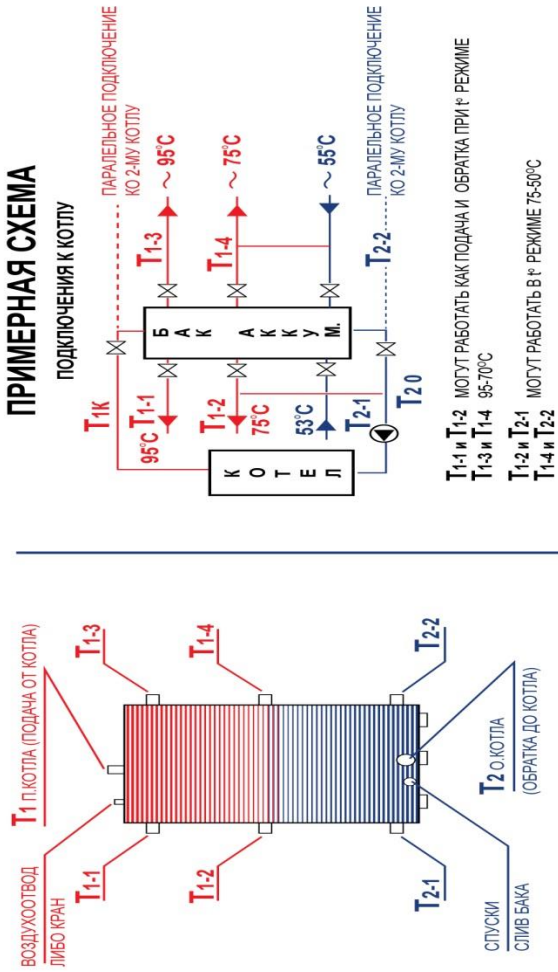 ПРИМЕРНАЯ СХЕМА
ПОДКЛЮЧЕНИЯ К КОТЛУ
ВОЗДУХООТВОД
ЛИБО КРАН
T1 П.КОТЛА (ПОДАЧА ОТ КОТЛА)
T1-1
T1-3
T1-2
T1-4
T2-1
T2-2
СПУСКИ
СЛИВ БАКА
T2 О.КОТЛА
(ОБРАТКА ДО КОТЛА)
T1К
ПАРАЛЕЛЬНОЕ ПОДКЛЮЧЕНИЕ
КО 2-МУ КОТЛУ
95°C
T1-1
T1-3
~ 95°C
T1-2
75°C
T1-4
~ 75°C
53°C
~ 55°C
T2-1
T2-2
T2 0
ПАРАЛЕЛЬНОЕ ПОДКЛЮЧЕНИЕ
КО 2-МУ КОТЛУ
КОТЕЛ
БАК АККУМ.
T1-1 и T1-2 МОГУТ РАБОТАТЬ КАК ПОДАЧА И ОБРАТКА ПРИ t° РЕЖИМЕ
T1-3 и T1-4 95-70°C
T1-2 и T2-1
T1-4 и T2-2 МОГУТ РАБОТАТЬ В t° РЕЖИМЕ 75-50°C